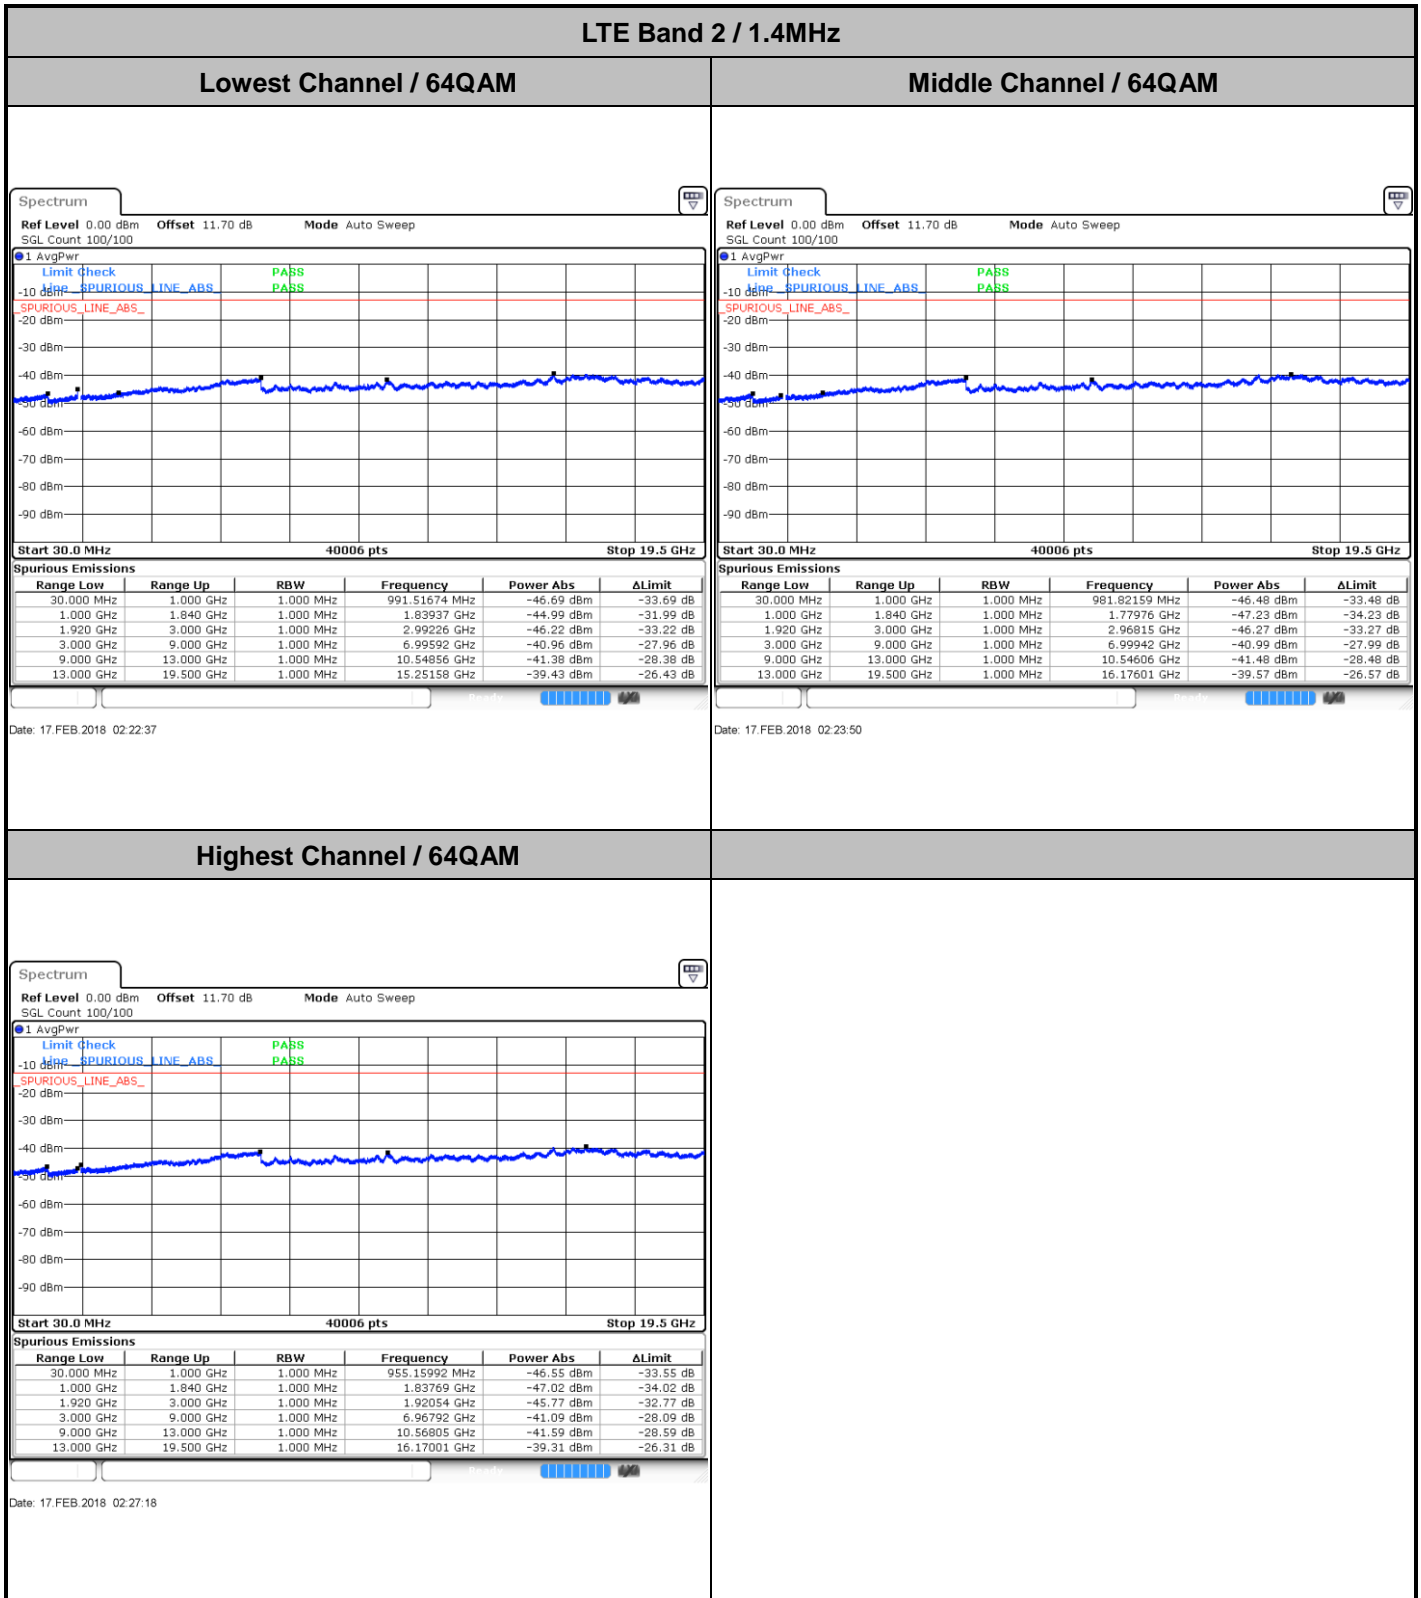 LTE Band 2 / 1.4MHz
Lowest Channel / 64QAM
Middle Channel / 64QAM
Spectrum
Ref Level 0.00 dBm Offset 11.70 dB Mode Auto Sweep
SGL Count 100/100
1 AvgPwr
Limit Check PASS
Line _SPURIOUS_LINE_ABS_ PASS
-10 dBm
_SPURIOUS_LINE_ABS_
-20 dBm
-30 dBm
-40 dBm
-50 dBm
-60 dBm
-70 dBm
-80 dBm
-90 dBm
Start 30.0 MHz 40006 pts Stop 19.5 GHz
Spurious Emissions
Range Low Range Up RBW Frequency Power Abs ΔLimit
30.000 MHz 1.000 GHz 1.000 MHz 991.51674 MHz -46.69 dBm -33.69 dB
1.000 GHz 1.840 GHz 1.000 MHz 1.83937 GHz -44.99 dBm -31.99 dB
1.920 GHz 3.000 GHz 1.000 MHz 2.99226 GHz -46.22 dBm -33.22 dB
3.000 GHz 9.000 GHz 1.000 MHz 6.99592 GHz -40.96 dBm -27.96 dB
9.000 GHz 13.000 GHz 1.000 MHz 10.54856 GHz -41.38 dBm -28.38 dB
13.000 GHz 19.500 GHz 1.000 MHz 15.25158 GHz -39.43 dBm -26.43 dB
Ready
Date: 17.FEB.2018 02:22:37
Spectrum
Ref Level 0.00 dBm Offset 11.70 dB Mode Auto Sweep
SGL Count 100/100
1 AvgPwr
Limit Check PASS
Line _SPURIOUS_LINE_ABS_ PASS
-10 dBm
_SPURIOUS_LINE_ABS_
-20 dBm
-30 dBm
-40 dBm
-50 dBm
-60 dBm
-70 dBm
-80 dBm
-90 dBm
Start 30.0 MHz 40006 pts Stop 19.5 GHz
Spurious Emissions
Range Low Range Up RBW Frequency Power Abs ΔLimit
30.000 MHz 1.000 GHz 1.000 MHz 981.82159 MHz -46.48 dBm -33.48 dB
1.000 GHz 1.840 GHz 1.000 MHz 1.77976 GHz -47.23 dBm -34.23 dB
1.920 GHz 3.000 GHz 1.000 MHz 2.96815 GHz -46.27 dBm -33.27 dB
3.000 GHz 9.000 GHz 1.000 MHz 6.99942 GHz -40.99 dBm -27.99 dB
9.000 GHz 13.000 GHz 1.000 MHz 10.54606 GHz -41.48 dBm -28.48 dB
13.000 GHz 19.500 GHz 1.000 MHz 16.17601 GHz -39.57 dBm -26.57 dB
Ready
Date: 17.FEB.2018 02:23:50
Highest Channel / 64QAM
Spectrum
Ref Level 0.00 dBm Offset 11.70 dB Mode Auto Sweep
SGL Count 100/100
1 AvgPwr
Limit Check PASS
Line _SPURIOUS_LINE_ABS_ PASS
-10 dBm
_SPURIOUS_LINE_ABS_
-20 dBm
-30 dBm
-40 dBm
-50 dBm
-60 dBm
-70 dBm
-80 dBm
-90 dBm
Start 30.0 MHz 40006 pts Stop 19.5 GHz
Spurious Emissions
Range Low Range Up RBW Frequency Power Abs ΔLimit
30.000 MHz 1.000 GHz 1.000 MHz 955.15992 MHz -46.55 dBm -33.55 dB
1.000 GHz 1.840 GHz 1.000 MHz 1.83769 GHz -47.02 dBm -34.02 dB
1.920 GHz 3.000 GHz 1.000 MHz 1.92054 GHz -45.77 dBm -32.77 dB
3.000 GHz 9.000 GHz 1.000 MHz 6.96792 GHz -41.09 dBm -28.09 dB
9.000 GHz 13.000 GHz 1.000 MHz 10.56805 GHz -41.59 dBm -28.59 dB
13.000 GHz 19.500 GHz 1.000 MHz 16.17001 GHz -39.31 dBm -26.31 dB
Ready
Date: 17.FEB.2018 02:27:18